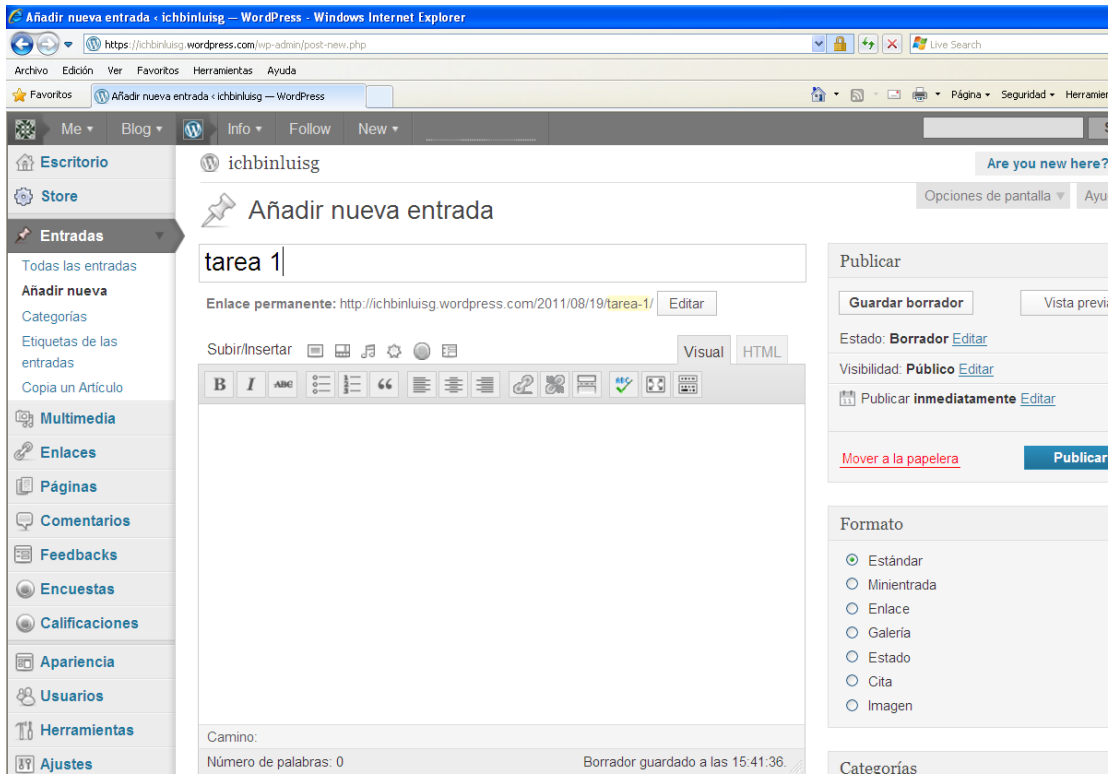 Añadir nueva entrada ‹ ichbinluisg — WordPress - Windows Internet Explorer
https://ichbinluisg.wordpress.com/wp-admin/post-new.php
Live Search
Archivo Edición Ver Favoritos Herramientas Ayuda
Favoritos
Añadir nueva entrada ‹ ichbinluisg — WordPress
Página Seguridad Herramien
Me Blog Info Follow New
Escritorio
Store
Entradas
Todas las entradas
Añadir nueva
Categorías
Etiquetas de las
entradas
Copia un Artículo
Multimedia
Enlaces
Páginas
Comentarios
Feedbacks
Encuestas
Calificaciones
Apariencia
Usuarios
Herramientas
Ajustes
ichbinluisg
Are you new here?
Opciones de pantalla
Ayu
Añadir nueva entrada
tarea 1
Enlace permanente: http://ichbinluisg.wordpress.com/2011/08/19/tarea-1/ Editar
Subir/Insertar
Visual HTML
B I ABC
ABC
Camino:
Número de palabras: 0
Borrador guardado a las 15:41:36.
Publicar
Guardar borrador
Vista previa
Estado: Borrador Editar
Visibilidad: Público Editar
Publicar inmediatamente Editar
Mover a la papelera
Publicar
Formato
Estándar
Minientrada
Enlace
Galería
Estado
Cita
Imagen
Categorías